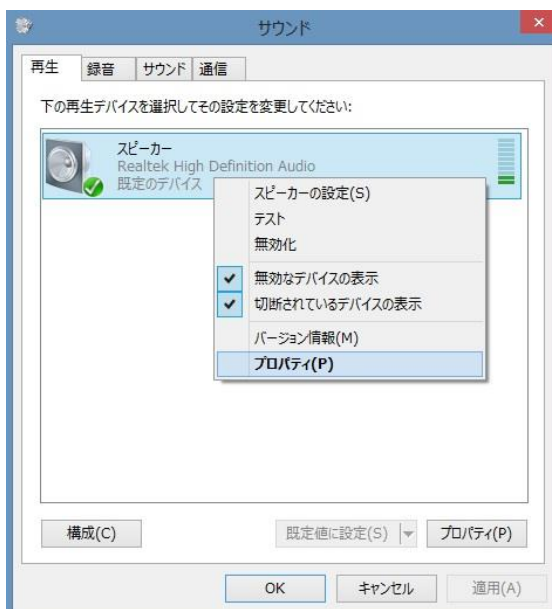 サウンド
再生
録音
サウンド
通信
下の再生デバイスを選択してその設定を変更してください:
スピーカー
Realtek High Definition Audio
既定のデバイス
スピーカーの設定(S)
テスト
無効化
無効なデバイスの表示
切断されているデバイスの表示
バージョン情報(M)
プロパティ(P)
構成(C)
既定値に設定(S)
プロパティ(P)
OK
キャンセル
適用(A)